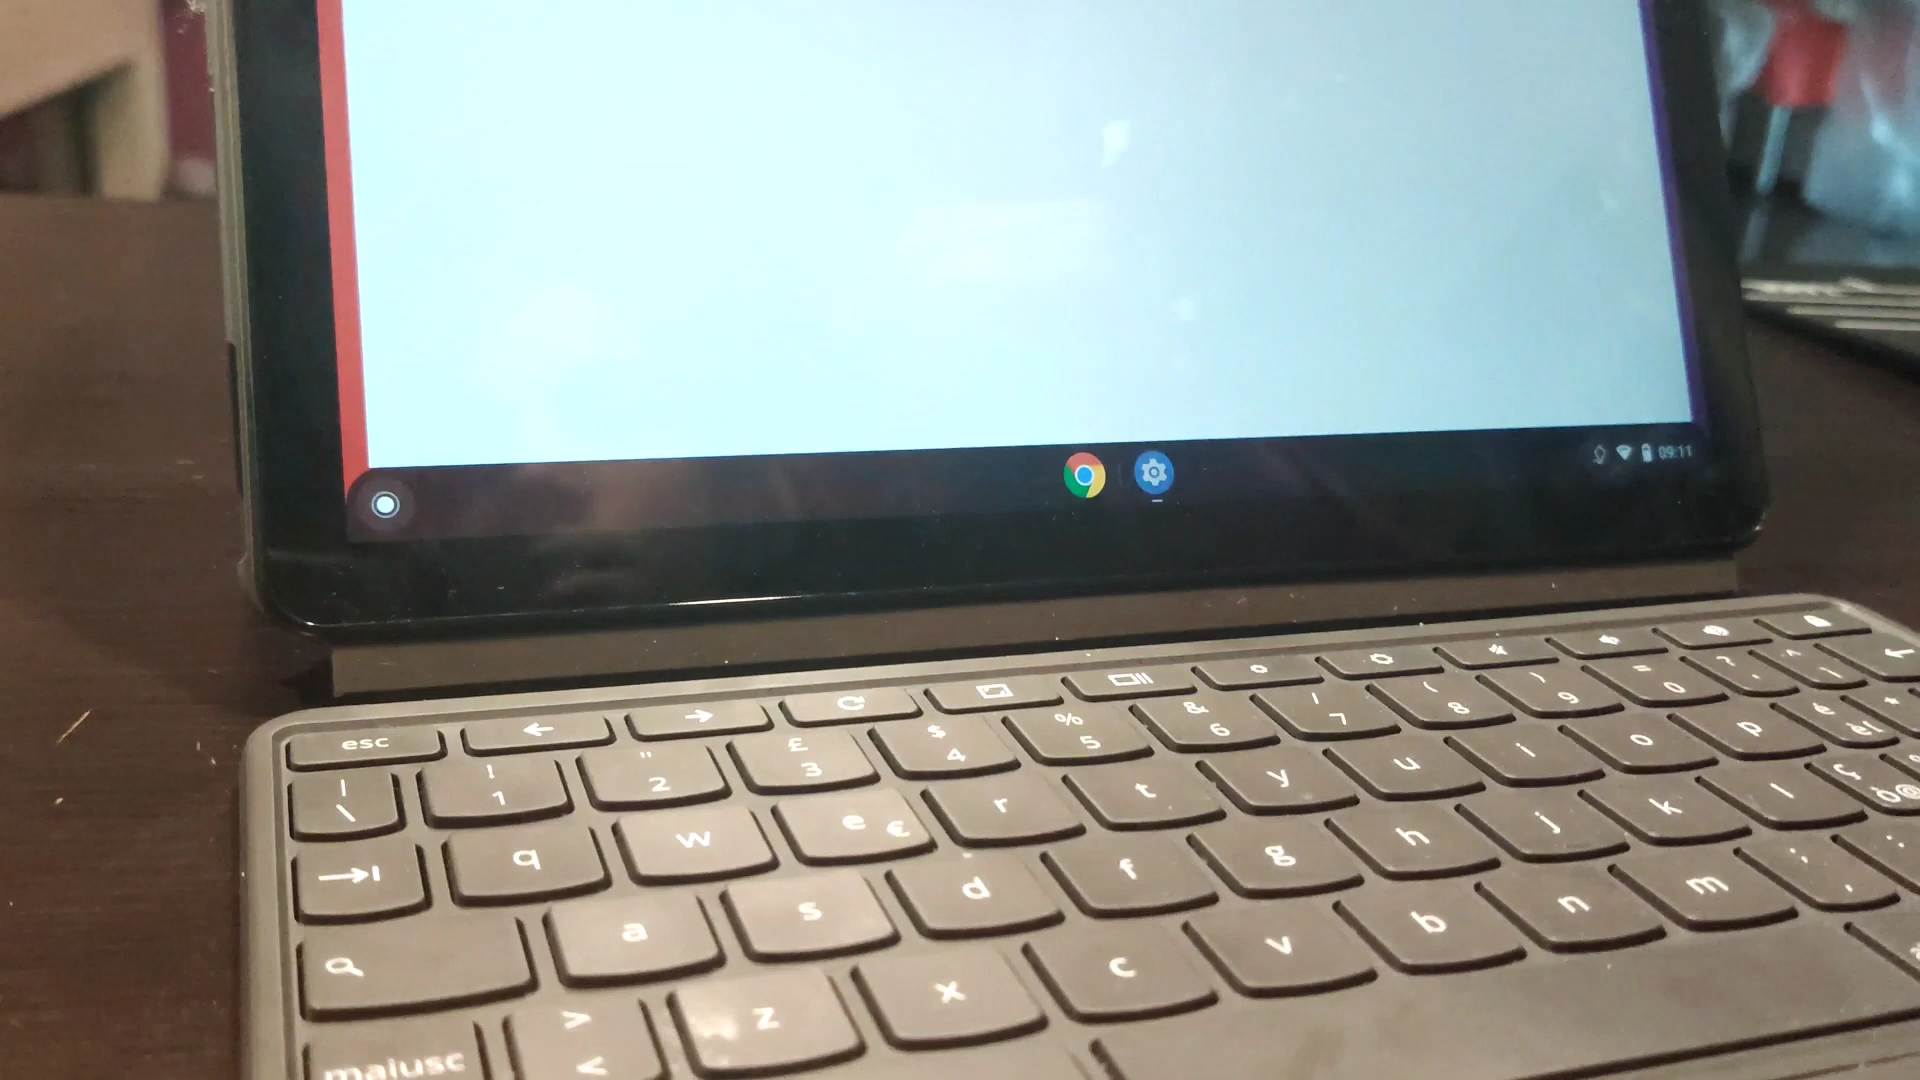 09:11
esc
! " £ $ % & / ( ) = ? ^
| \ 1 2 3 4 5 6 7 8 9 0 ' ì
q w e € r t y u i o p é è [ *
a s d f g h j k l ç ò @
maiusc > < z x c v b n m ; , :